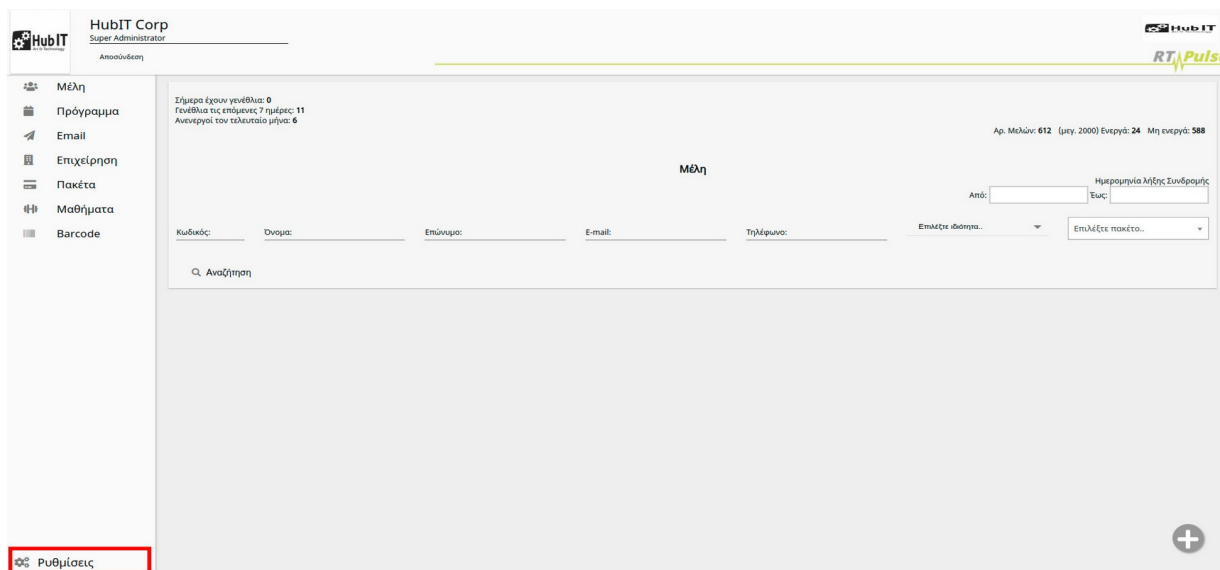 HubIT
Art & Technology
HubIT Corp
Super Administrator
Αποσύνδεση
HubIT
RT Puls
Μέλη
Πρόγραμμα
Email
Επιχείρηση
Πακέτα
Μαθήματα
Barcode
Σήμερα έχουν γενέθλια: 0
Γενέθλια τις επόμενες 7 ημέρες: 11
Ανενεργοί τον τελευταίο μήνα: 6
Αρ. Μελών: 612 (μεγ. 2000) Ενεργά: 24 Μη ενεργά: 588
Μέλη
Ημερομηνία λήξης Συνδρομής
Από: Έως:
Κωδικός: Όνομα: Επώνυμο: E-mail: Τηλέφωνο: Επιλέξτε ιδιότητα.. Επιλέξτε πακέτο..
Αναζήτηση
Ρυθμίσεις